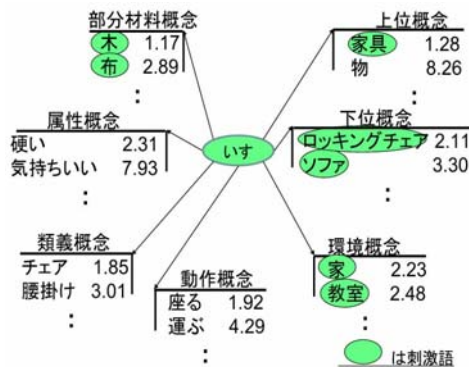 部分材料概念
木 1.17
布 2.89
:
上位概念
家具 1.28
物 8.26
:
属性概念
硬い 2.31
気持ちいい 7.93
:
いす
下位概念
ロッキングチェア 2.11
ソファ 3.30
:
類義概念
チェア 1.85
腰掛け 3.01
:
動作概念
座る 1.92
運ぶ 4.29
:
環境概念
家 2.23
教室 2.48
:
は刺激語